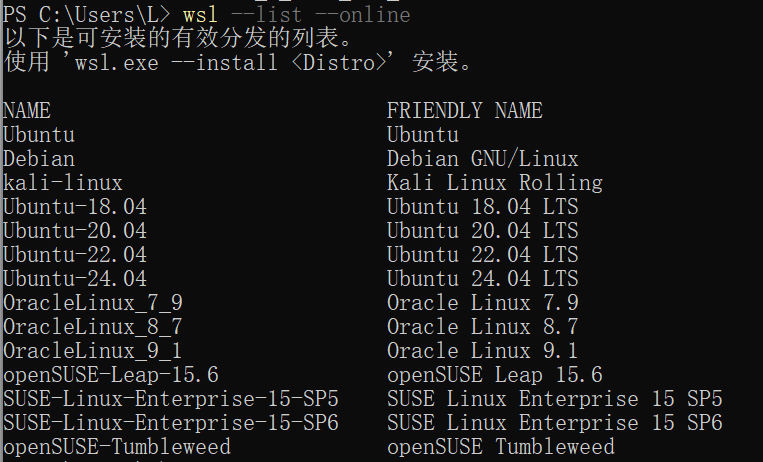 PS C:\Users\L> wsl --list --online
以下是可安装的有效分发的列表。
使用 'wsl.exe --install <Distro>' 安装。
NAME FRIENDLY NAME
Ubuntu Ubuntu
Debian Debian GNU/Linux
kali-linux Kali Linux Rolling
Ubuntu-18.04 Ubuntu 18.04 LTS
Ubuntu-20.04 Ubuntu 20.04 LTS
Ubuntu-22.04 Ubuntu 22.04 LTS
Ubuntu-24.04 Ubuntu 24.04 LTS
OracleLinux_7_9 Oracle Linux 7.9
OracleLinux_8_7 Oracle Linux 8.7
OracleLinux_9_1 Oracle Linux 9.1
openSUSE-Leap-15.6 openSUSE Leap 15.6
SUSE-Linux-Enterprise-15-SP5 SUSE Linux Enterprise 15 SP5
SUSE-Linux-Enterprise-15-SP6 SUSE Linux Enterprise 15 SP6
openSUSE-Tumbleweed openSUSE Tumbleweed